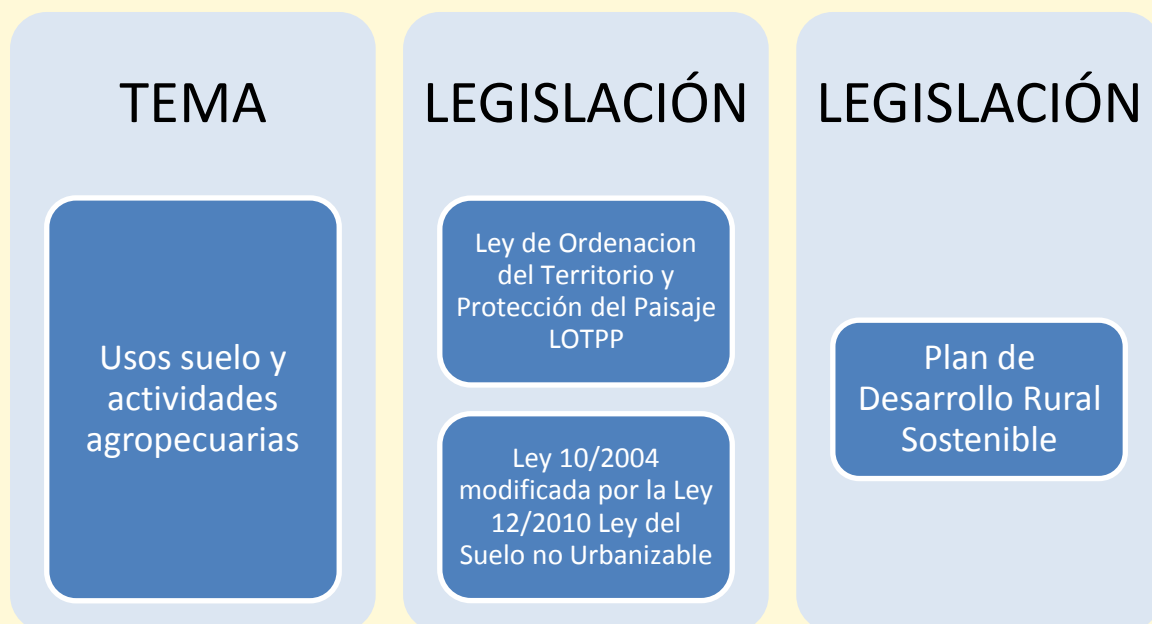 TEMA
Usos suelo y
actividades
agropecuarias
LEGISLACIÓN
Ley de Ordenacion
del Territorio y
Protección del Paisaje
LOTPP
Ley 10/2004
modificada por la Ley
12/2010 Ley del
Suelo no Urbanizable
LEGISLACIÓN
Plan de
Desarrollo Rural
Sostenible